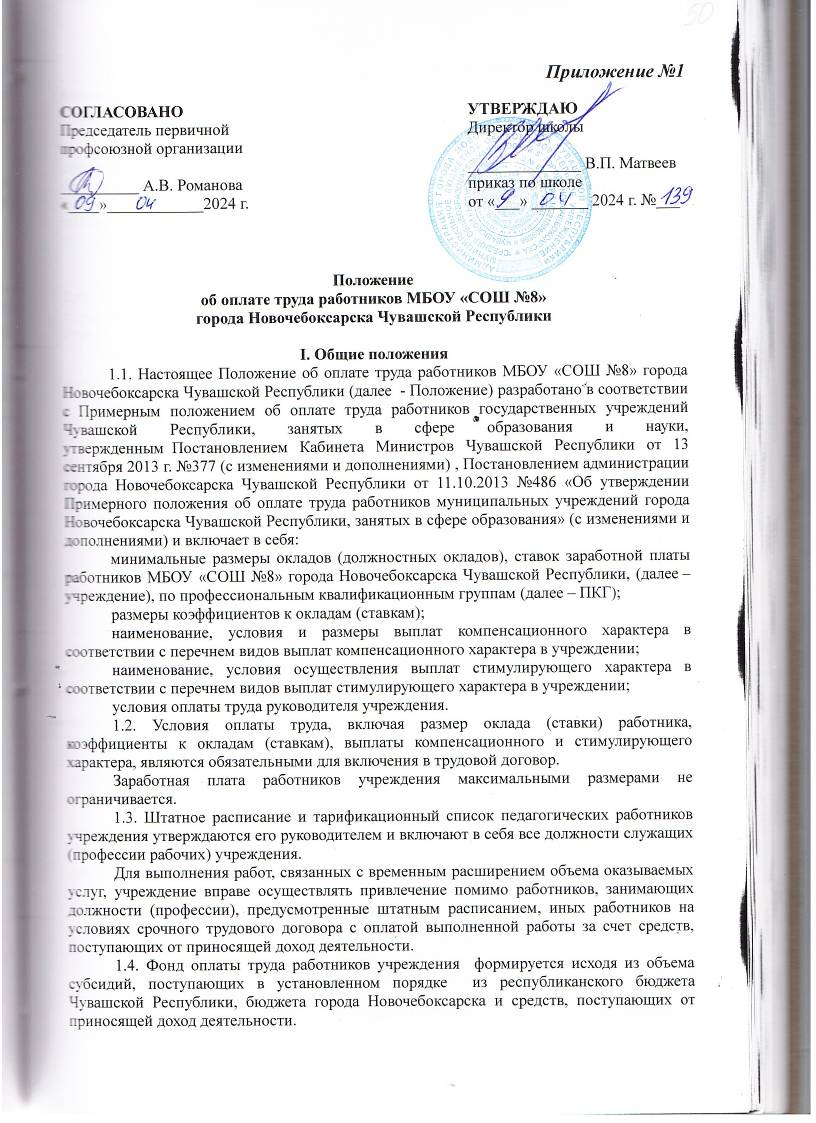 50
Приложение №1
СОГЛАСОВАНО
Председатель первичной
профсоюзной организации
__________ А.В. Романова
« 09 »____04____2024 г.
УТВЕРЖДАЮ
Директор школы
_______________В.П. Матвеев
приказ по школе
от «_9_» __04__ 2024 г. №_139
Положение
об оплате труда работников МБОУ «СОШ №8»
города Новочебоксарска Чувашской Республики
I. Общие положения
1.1. Настоящее Положение об оплате труда работников МБОУ «СОШ №8» города
Новочебоксарска Чувашской Республики (далее - Положение) разработано в соответствии
с Примерным положением об оплате труда работников государственных учреждений
Чувашской Республики, занятых в сфере образования и науки,
утвержденным Постановлением Кабинета Министров Чувашской Республики от 13
сентября 2013 г. №377 (с изменениями и дополнениями) , Постановлением администрации
города Новочебоксарска Чувашской Республики от 11.10.2013 №486 «Об утверждении
Примерного положения об оплате труда работников муниципальных учреждений города
Новочебоксарска Чувашской Республики, занятых в сфере образования» (с изменениями и
дополнениями) и включает в себя:
минимальные размеры окладов (должностных окладов), ставок заработной платы
работников МБОУ «СОШ №8» города Новочебоксарска Чувашской Республики, (далее –
учреждение), по профессиональным квалификационным группам (далее – ПКГ);
размеры коэффициентов к окладам (ставкам);
наименование, условия и размеры выплат компенсационного характера в
соответствии с перечнем видов выплат компенсационного характера в учреждении;
наименование, условия осуществления выплат стимулирующего характера в
соответствии с перечнем видов выплат стимулирующего характера в учреждении;
условия оплаты труда руководителя учреждения.
1.2. Условия оплаты труда, включая размер оклада (ставки) работника,
коэффициенты к окладам (ставкам), выплаты компенсационного и стимулирующего
характера, являются обязательными для включения в трудовой договор.
Заработная плата работников учреждения максимальными размерами не
ограничивается.
1.3. Штатное расписание и тарификационный список педагогических работников
учреждения утверждаются его руководителем и включают в себя все должности служащих
(профессии рабочих) учреждения.
Для выполнения работ, связанных с временным расширением объема оказываемых
услуг, учреждение вправе осуществлять привлечение помимо работников, занимающих
должности (профессии), предусмотренные штатным расписанием, иных работников на
условиях срочного трудового договора с оплатой выполненной работы за счет средств,
поступающих от приносящей доход деятельности.
1.4. Фонд оплаты труда работников учреждения формируется исходя из объема
субсидий, поступающих в установленном порядке из республиканского бюджета
Чувашской Республики, бюджета города Новочебоксарска и средств, поступающих от
приносящей доход деятельности.